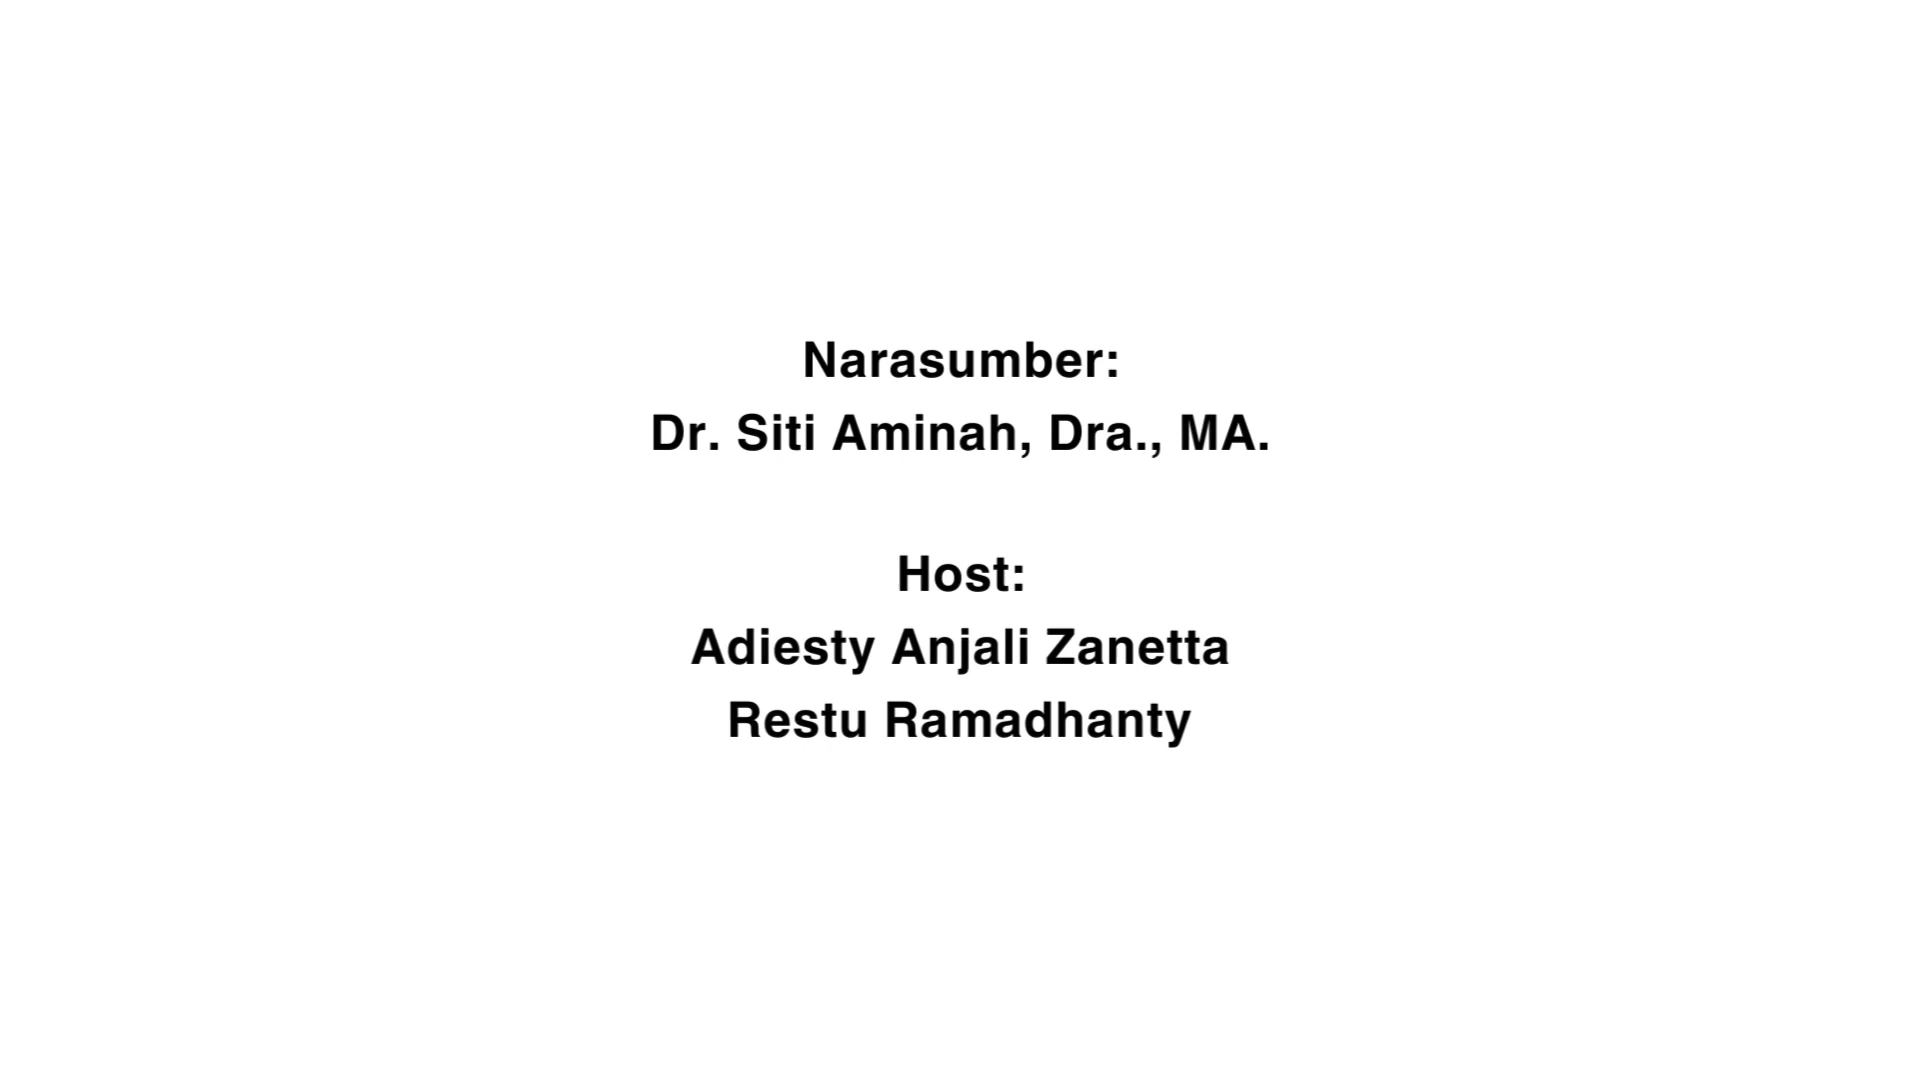 Narasumber:
Dr. Siti Aminah, Dra., MA.
Host:
Adiesty Anjali Zanetta
Restu Ramadhanty